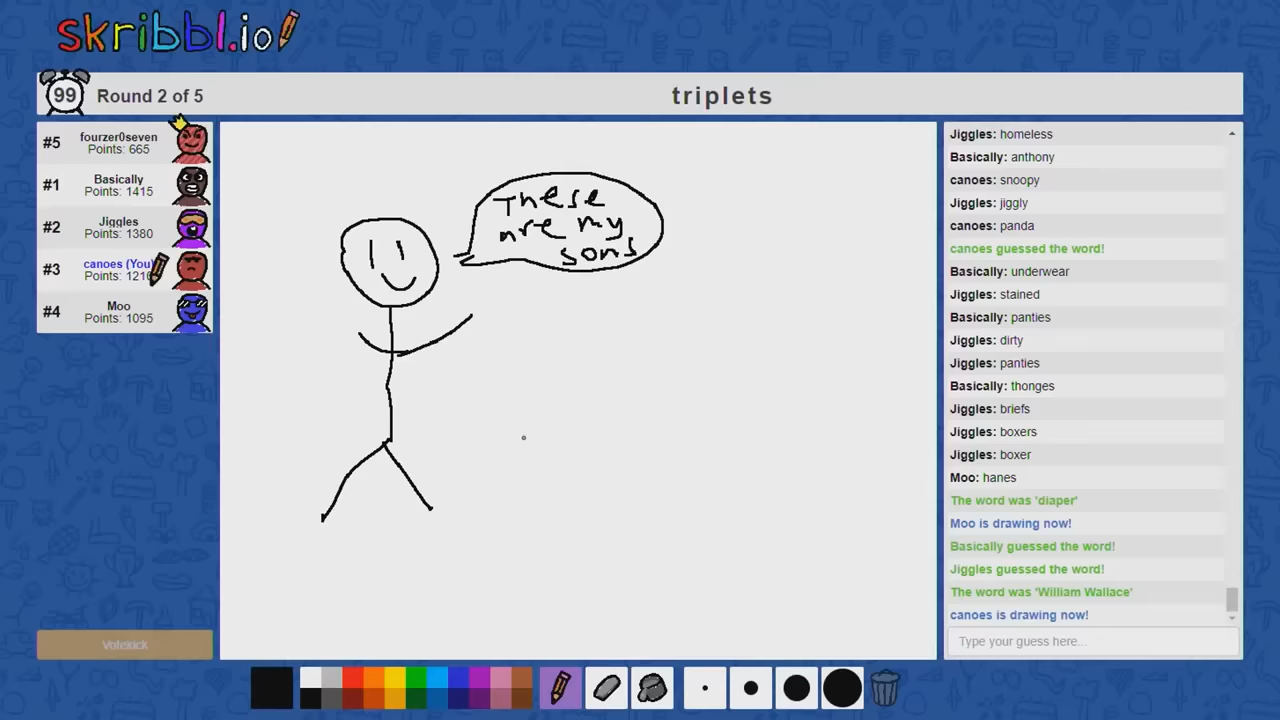 skribbl.io
99
Round 2 of 5
triplets
#5
fourzer0seven
Points: 665
#1
Basically
Points: 1415
#2
Jiggles
Points: 1380
#3
canoes (You)
Points: 1210
#4
Moo
Points: 1095
Votekick
These
are my
sons
Jiggles: homeless
Basically: anthony
canoes: snoopy
Jiggles: jiggly
canoes: panda
canoes guessed the word!
Basically: underwear
Jiggles: stained
Basically: panties
Jiggles: dirty
Jiggles: panties
Basically: thonges
Jiggles: briefs
Jiggles: boxers
Jiggles: boxer
Moo: hanes
The word was 'diaper'
Moo is drawing now!
Basically guessed the word!
Jiggles guessed the word!
The word was 'William Wallace'
canoes is drawing now!
Type your guess here...